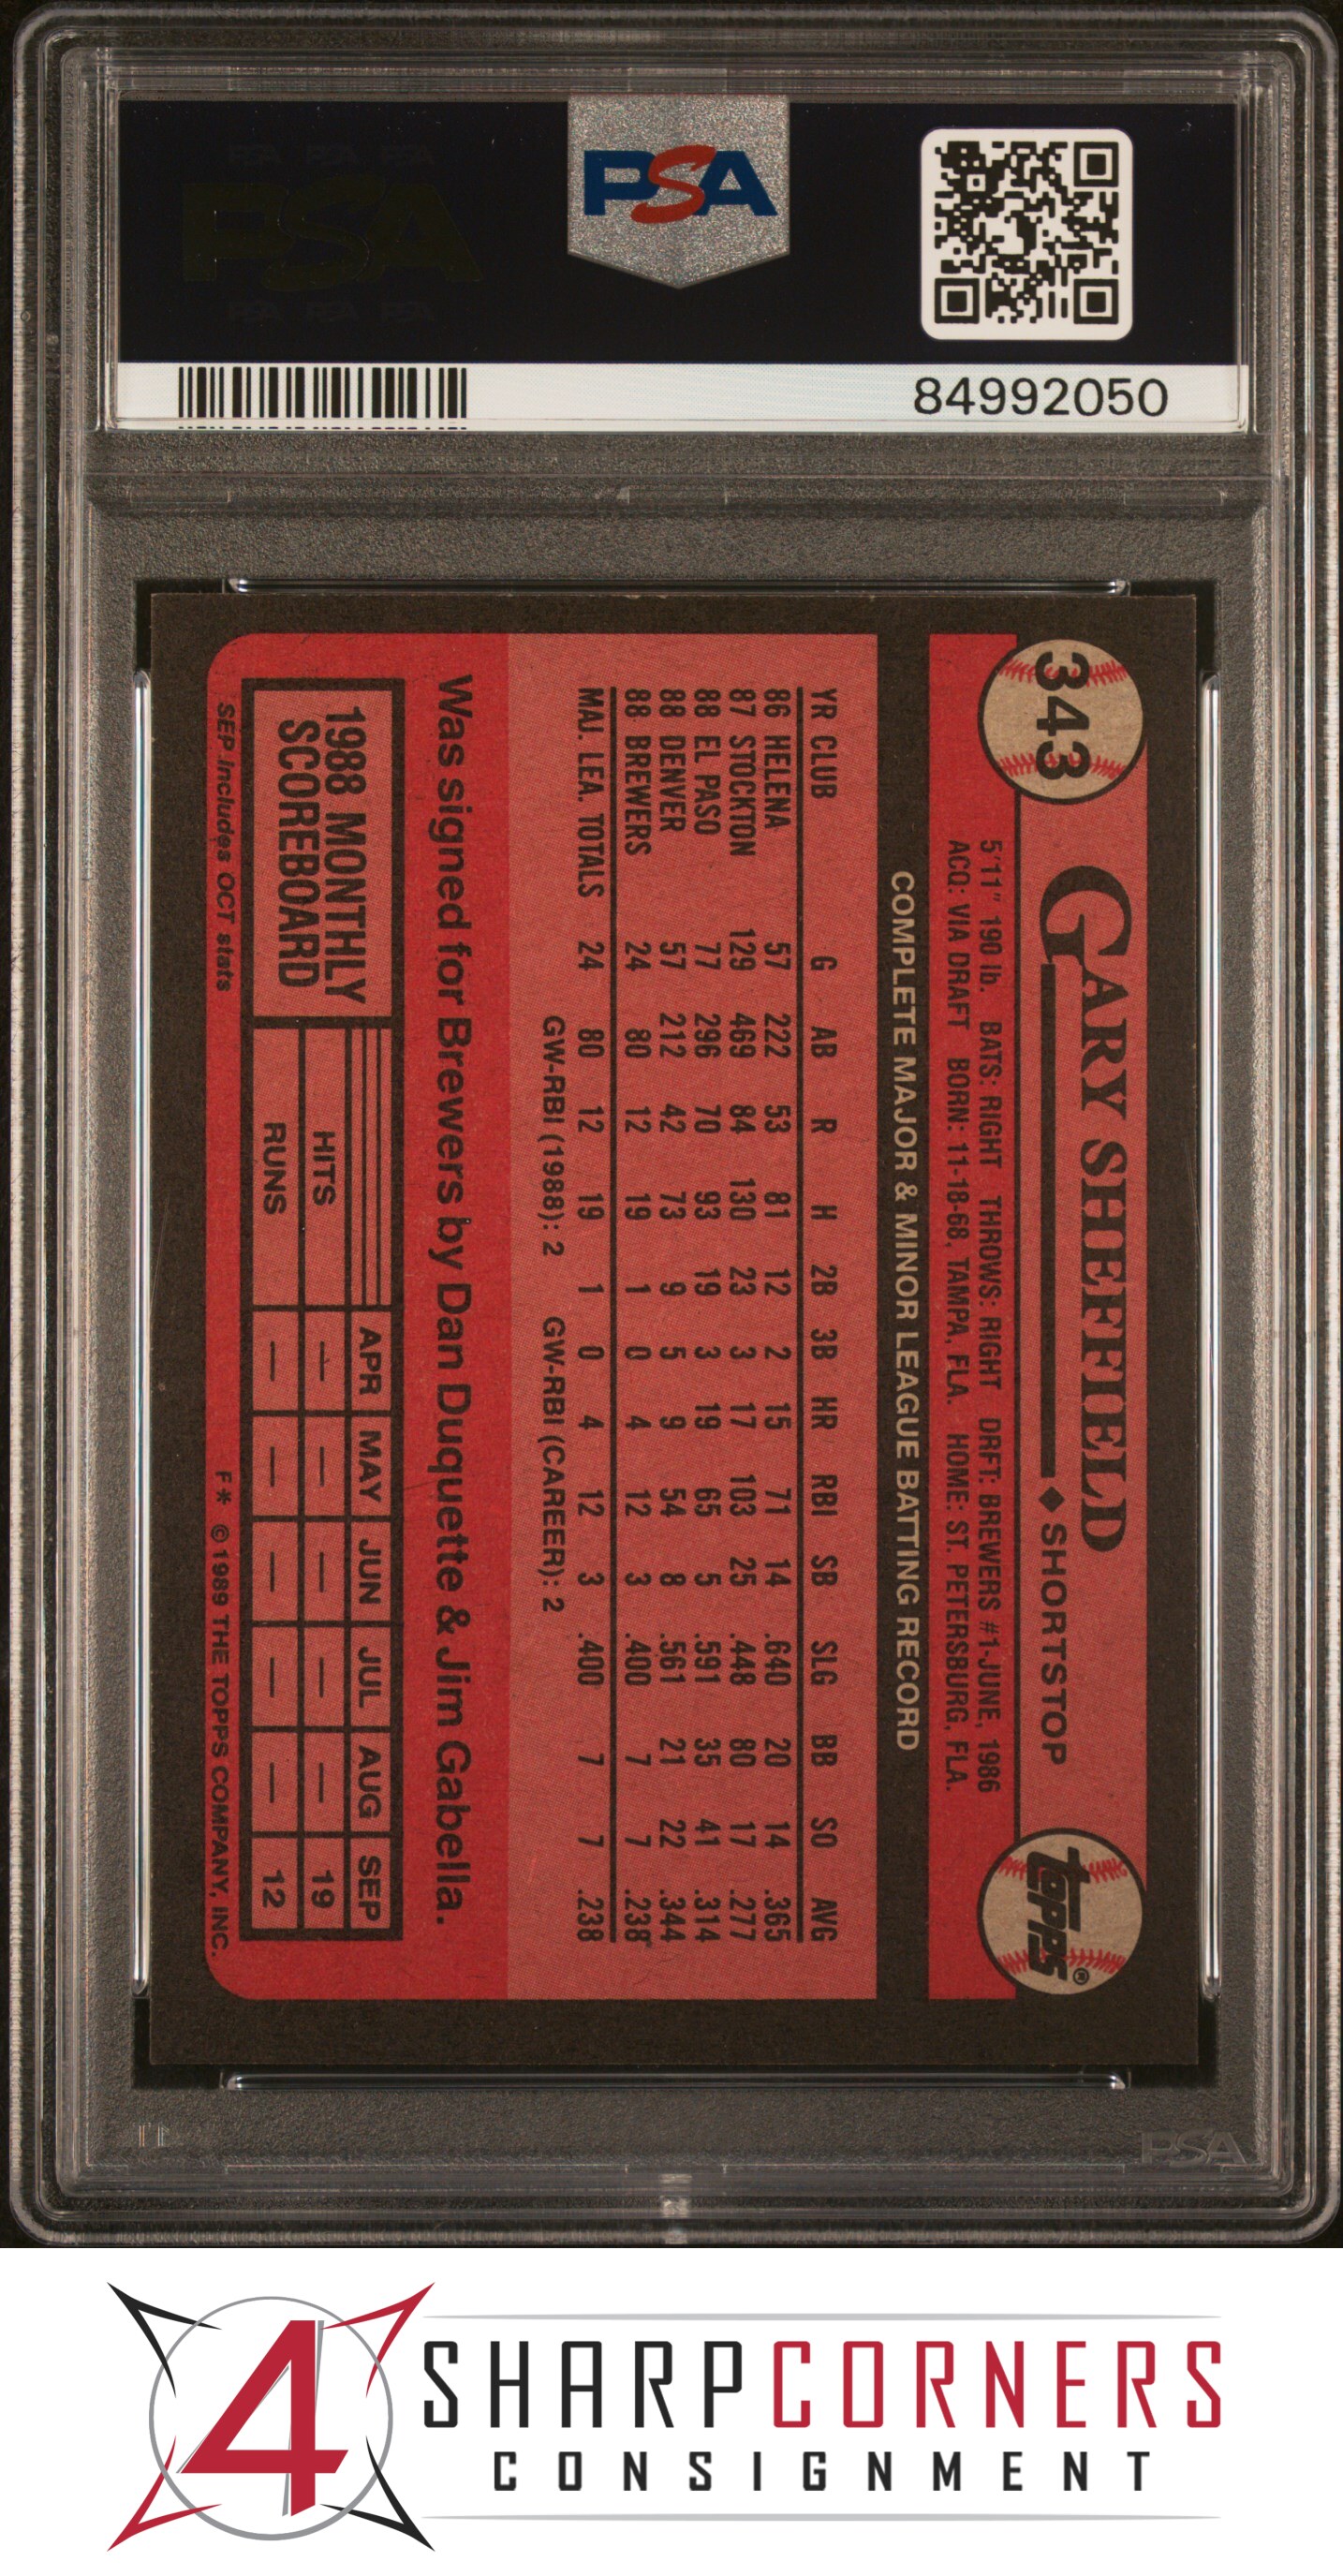 PSA PSA PSA
PSA
PSA PSA PSA
PSA
84992050
343
GARY SHEFFIELD ◆ SHORTSTOP
5'11" 190 lb. BATS: RIGHT THROWS: RIGHT DRFT: BREWERS #1-JUNE, 1986
ACQ: VIA DRAFT BORN: 11-18-68, TAMPA, FLA. HOME: ST. PETERSBURG, FLA.
topps®
COMPLETE MAJOR & MINOR LEAGUE BATTING RECORD
YR CLUB G AB R H 2B 3B HR RBI SB SLG BB SO AVG
86 HELENA 57 222 53 81 12 2 15 71 14 .640 20 14 .365
87 STOCKTON 129 469 84 130 23 3 17 103 25 .448 80 17 .277
88 EL PASO 77 296 70 93 19 3 19 65 5 .591 35 41 .314
88 DENVER 57 212 42 73 9 5 9 54 8 .561 21 22 .344
88 BREWERS 24 80 12 19 1 0 4 12 3 .400 7 7 .238
MAJ. LEA. TOTALS 24 80 12 19 1 0 4 12 3 .400 7 7 .238
GW-RBI (1988): 2 GW-RBI (CAREER): 2
Was signed for Brewers by Dan Duquette & Jim Gabella.
1988 MONTHLY
SCOREBOARD
APR MAY JUN JUL AUG SEP
HITS — — — — — 19
RUNS — — — — — 12
SEP includes OCT stats
F* © 1989 THE TOPPS COMPANY, INC.
PSA
4
SHARPCORNERS
CONSIGNMENT